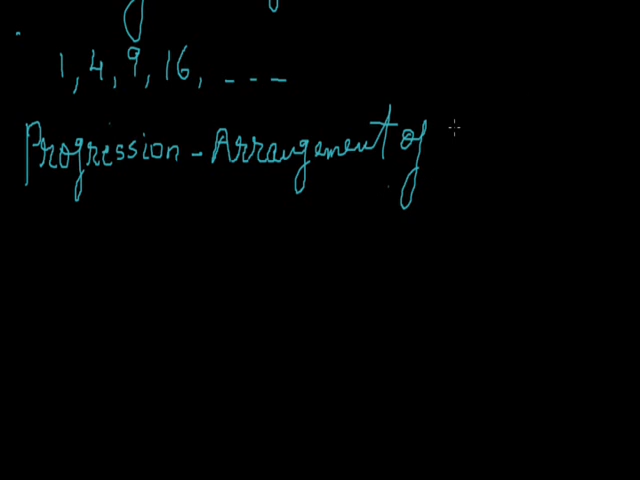 1, 4, 9, 16, - - -
Progression - Arrangement of